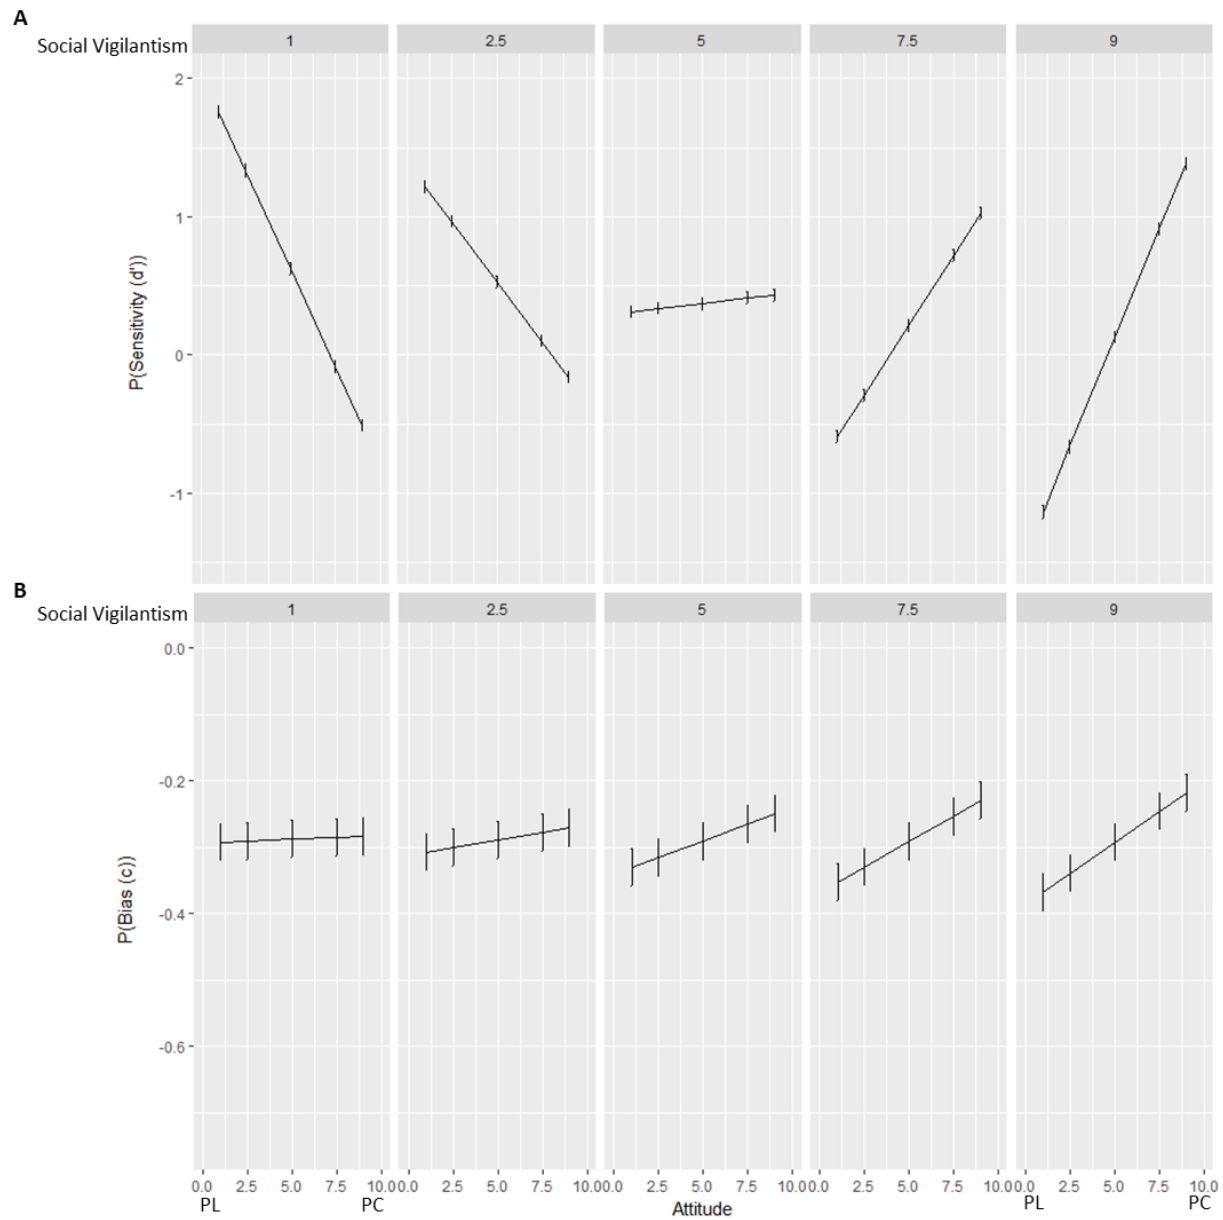 A
Social Vigilantism 1 2.5 5 7.5 9
2
1
0
-1
P(Sensitivity (d'))
B
Social Vigilantism 1 2.5 5 7.5 9
0.0
-0.2
-0.4
-0.6
P(Bias (c))
0.0 2.5 5.0 7.5 10.0 0.0 2.5 5.0 7.5 10.0 0.0 2.5 5.0 7.5 10.0 0.0 2.5 5.0 7.5 10.0 0.0 2.5 5.0 7.5 10.0
PL PC Attitude PL PC